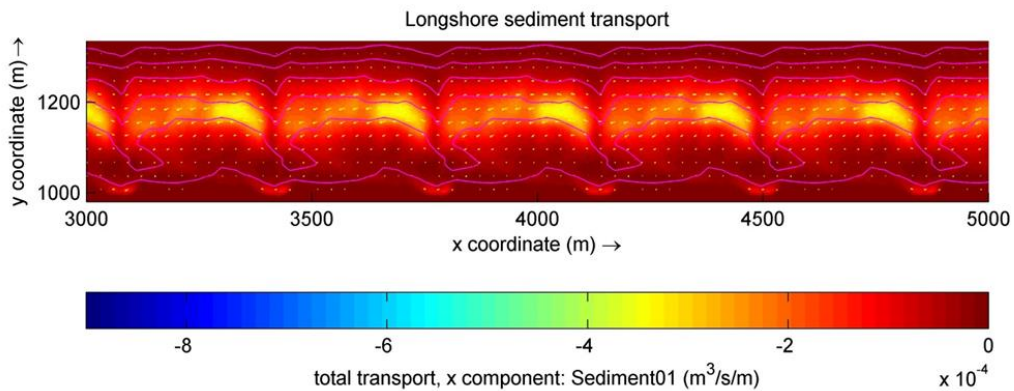 Longshore sediment transport
y coordinate (m) →
1200
1000
3000 3500 4000 4500 5000
x coordinate (m) →
-8 -6 -4 -2 0
x 10⁻⁴
total transport, x component: Sediment01 (m³/s/m)